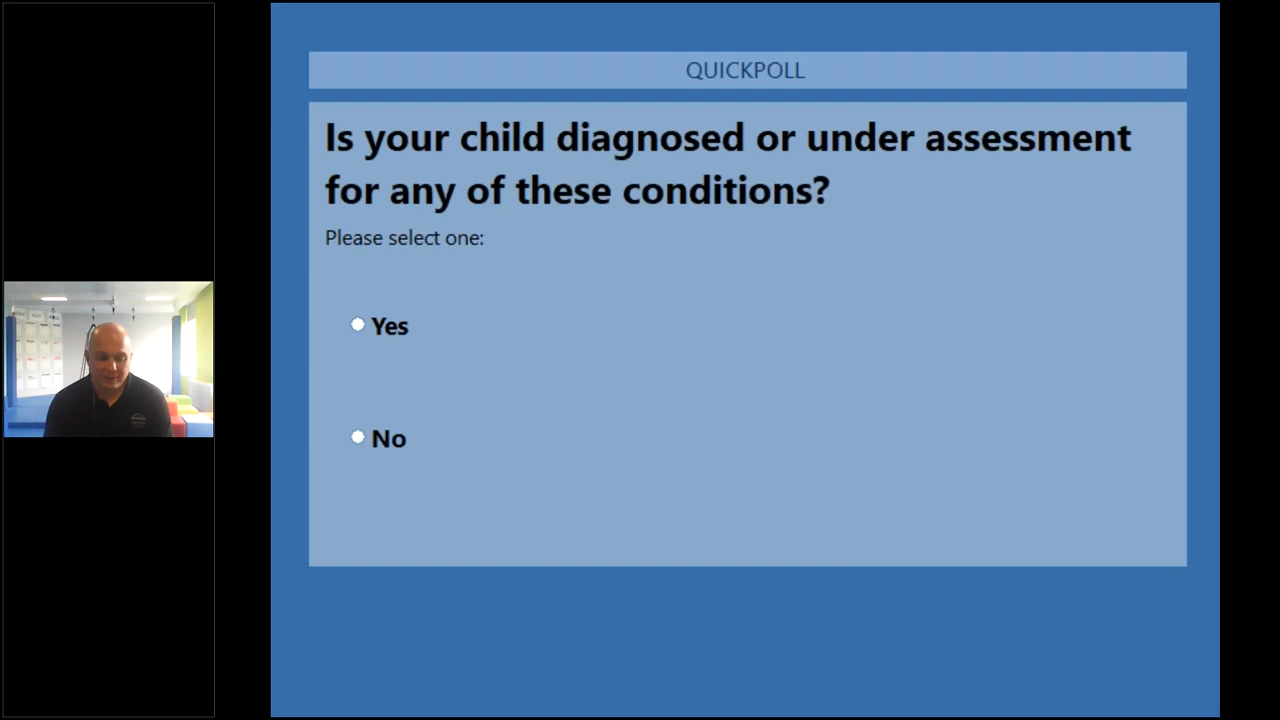 QUICKPOLL
Is your child diagnosed or under assessment
for any of these conditions?
Please select one:
Yes
No